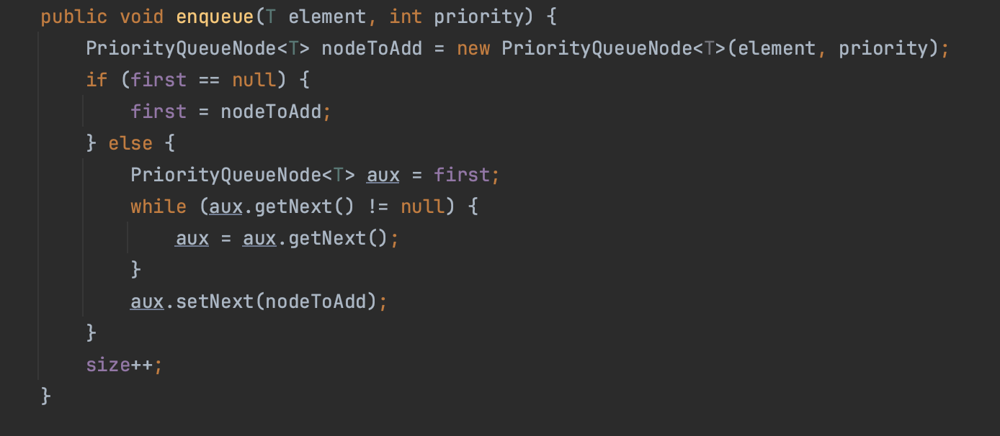 public void enqueue(T element, int priority) {
    PriorityQueueNode<T> nodeToAdd = new PriorityQueueNode<T>(element, priority);
    if (first == null) {
        first = nodeToAdd;
    } else {
        PriorityQueueNode<T> aux = first;
        while (aux.getNext() != null) {
            aux = aux.getNext();
        }
        aux.setNext(nodeToAdd);
    }
    size++;
}